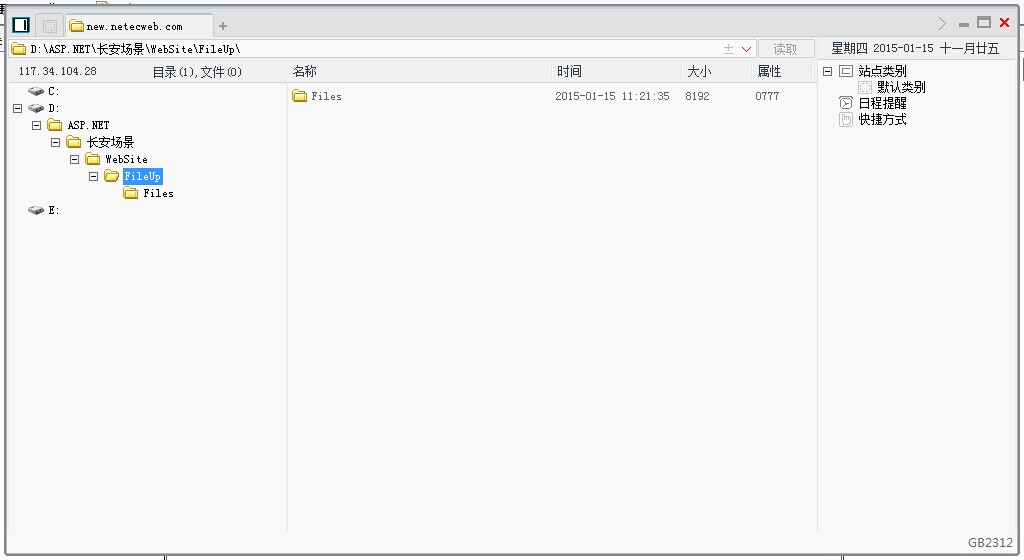 new.netecweb.com
D:\ASP.NET\长安场景\WebSite\FileUp\ 读取 星期四 2015-01-15 十一月廿五
117.34.104.28 目录(1),文件(0) 名称 时间 大小 属性
站点类别
默认类别
日程提醒
快捷方式
C:
D:
ASP.NET
长安场景
WebSite
FileUp
Files
E:
Files 2015-01-15 11:21:35 8192 0777
GB2312